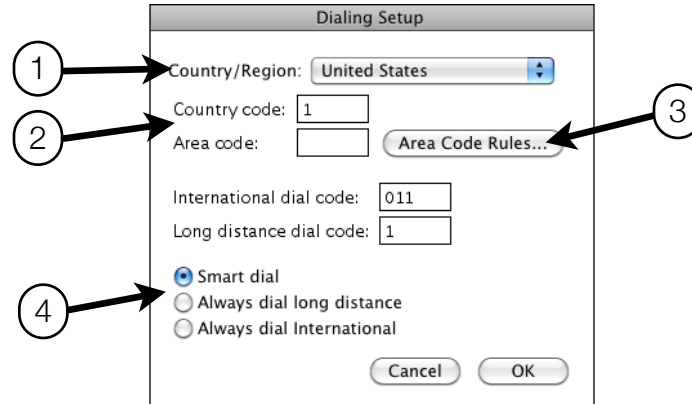 Dialing Setup
1
Country/Region: United States
2
Country code: 1
Area code: Area Code Rules...
3
International dial code: 011
Long distance dial code: 1
4
Smart dial
Always dial long distance
Always dial International
Cancel OK